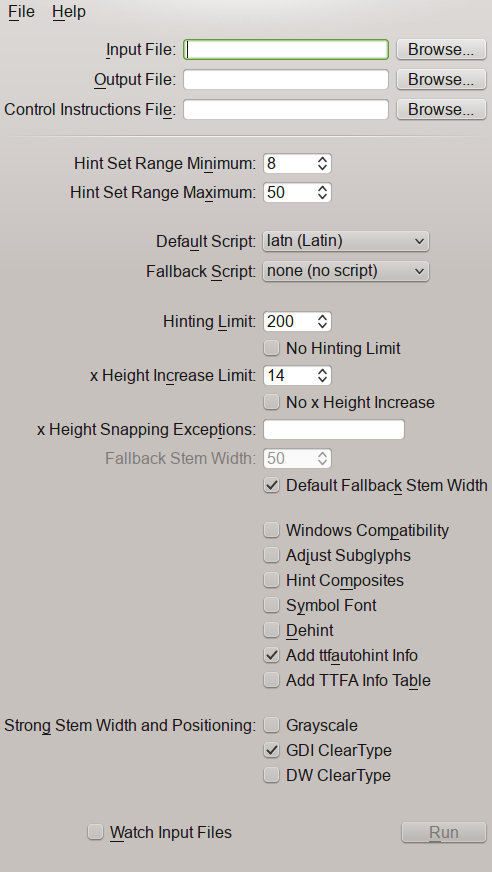 File Help
Input File: Browse...
Output File: Browse...
Control Instructions File: Browse...
Hint Set Range Minimum: 8
Hint Set Range Maximum: 50
Default Script: latn (Latin)
Fallback Script: none (no script)
Hinting Limit: 200
No Hinting Limit
x Height Increase Limit: 14
No x Height Increase
x Height Snapping Exceptions:
Fallback Stem Width: 50
Default Fallback Stem Width
Windows Compatibility
Adjust Subglyphs
Hint Composites
Symbol Font
Dehint
Add ttfautohint Info
Add TTFA Info Table
Strong Stem Width and Positioning: Grayscale
GDI ClearType
DW ClearType
Watch Input Files Run